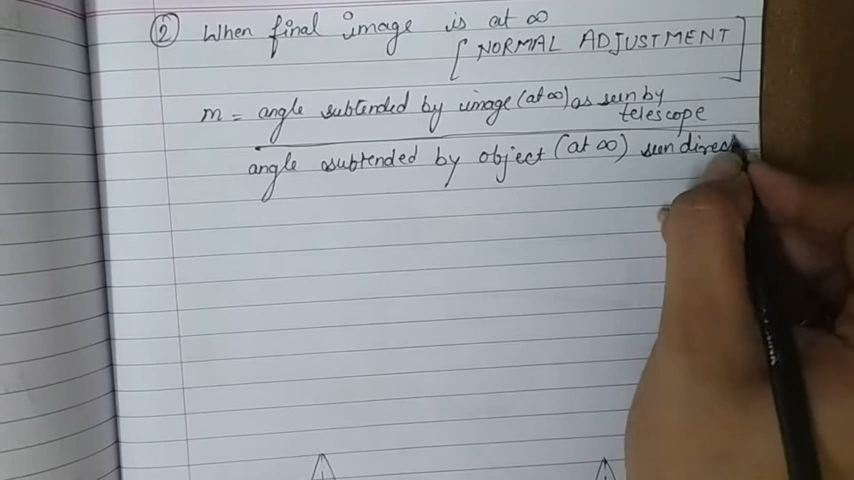 ② When final image is at ∞
[NORMAL ADJUSTMENT]
m = angle subtended by image (at ∞) as seen by telescope
angle subtended by object (at ∞) seen direc